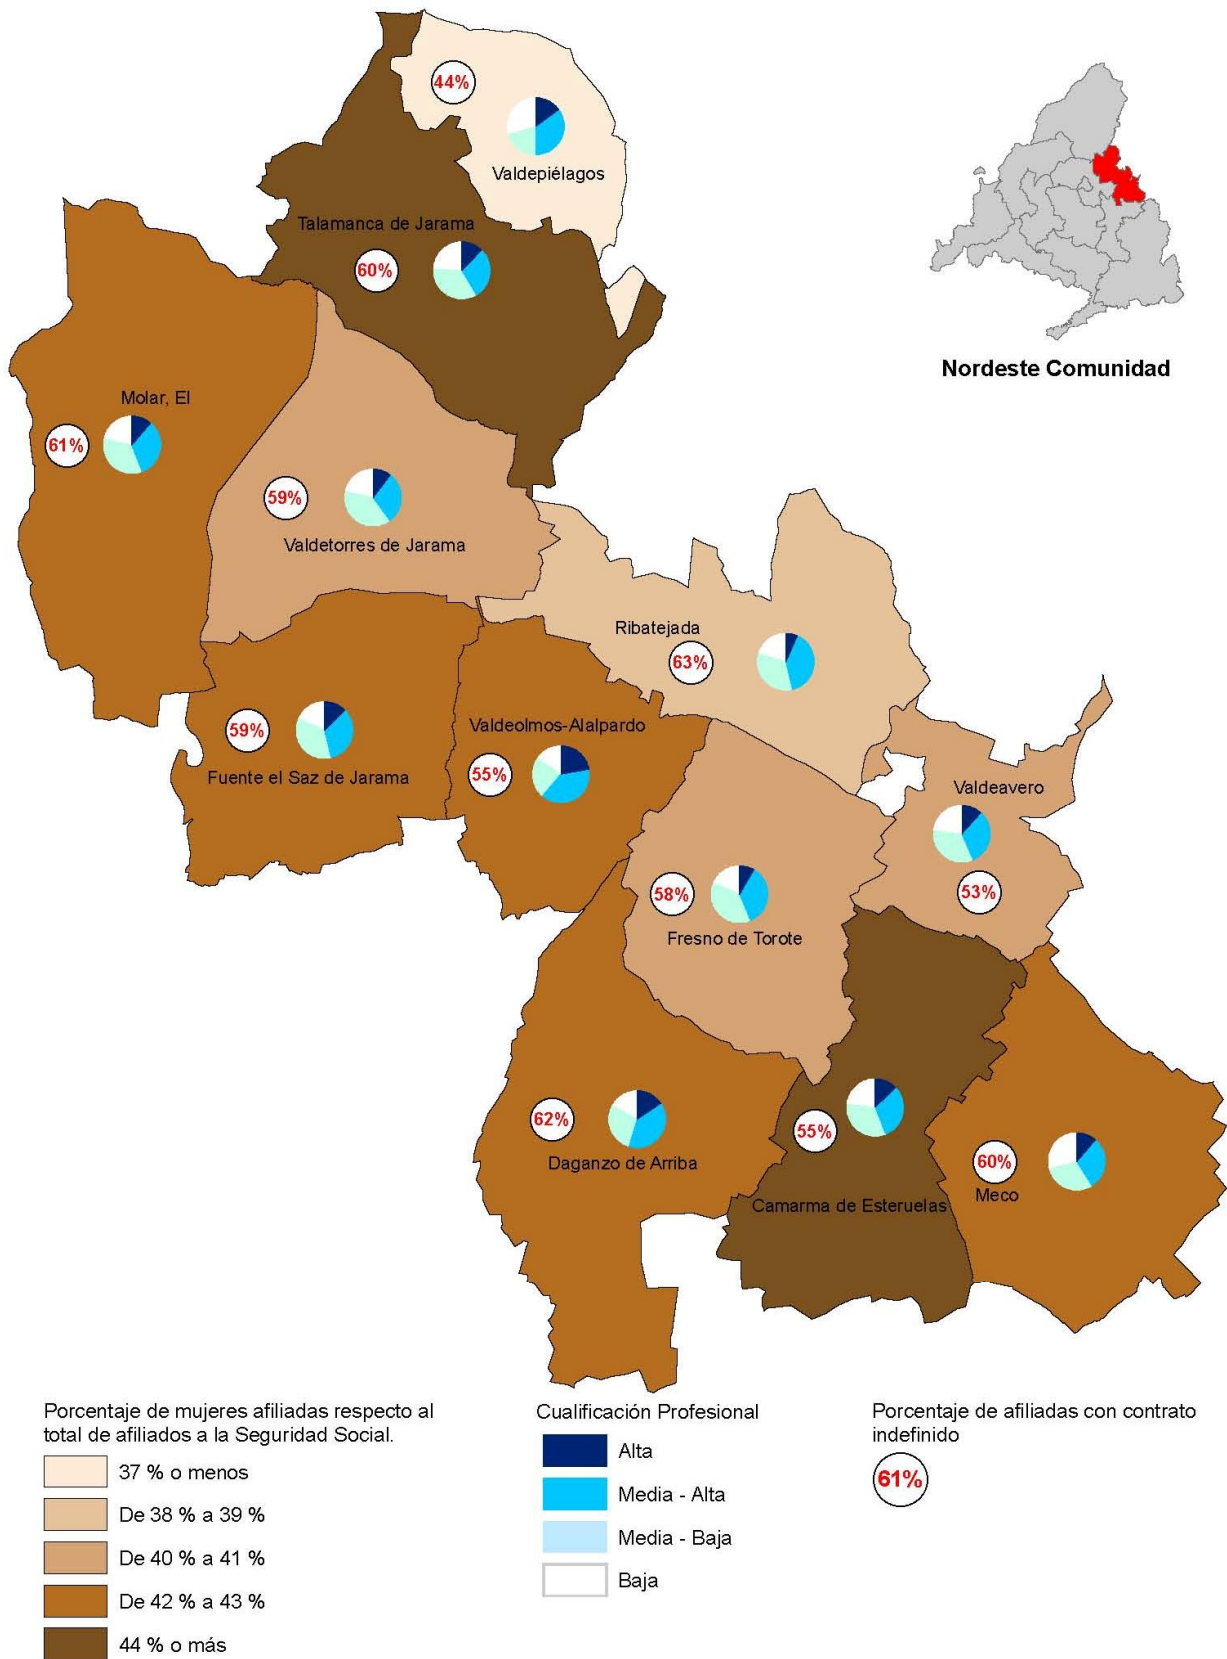 44%
Valdepiélagos
Talamanca de Jarama
60%
Nordeste Comunidad
Molar, El
61%
59%
Valdetorres de Jarama
Ribatejada
63%
59%
Fuente el Saz de Jarama
Valdeolmos-Alalpardo
55%
Valdeavero
53%
58%
Fresno de Torote
62%
Daganzo de Arriba
55%
Camarma de Esteruelas
60%
Meco
Porcentaje de mujeres afiliadas respecto al
total de afiliados a la Seguridad Social.
37 % o menos
De 38 % a 39 %
De 40 % a 41 %
De 42 % a 43 %
44 % o más
Cualificación Profesional
Alta
Media - Alta
Media - Baja
Baja
Porcentaje de afiliadas con contrato
indefinido
61%